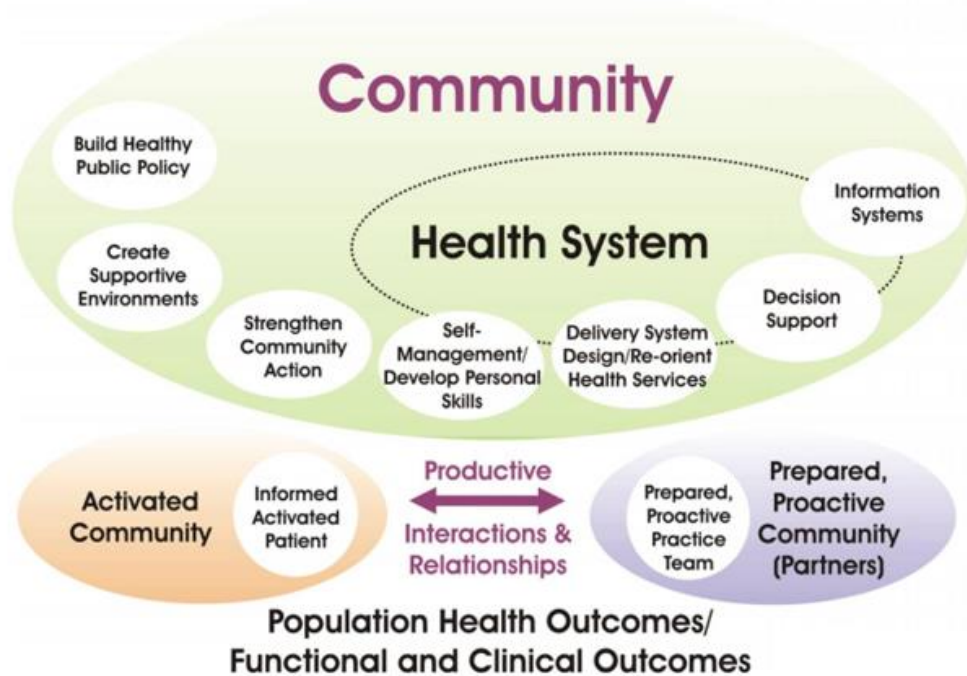 Community
Build Healthy
Public Policy
Information
Systems
Health System
Create
Supportive
Environments
Decision
Support
Strengthen
Community
Action
Self-
Management/
Develop Personal
Skills
Delivery System
Design/Re-orient
Health Services
Activated
Community
Informed
Activated
Patient
Productive
Interactions &
Relationships
Prepared,
Proactive
Practice
Team
Prepared,
Proactive
Community
(Partners)
Population Health Outcomes/
Functional and Clinical Outcomes